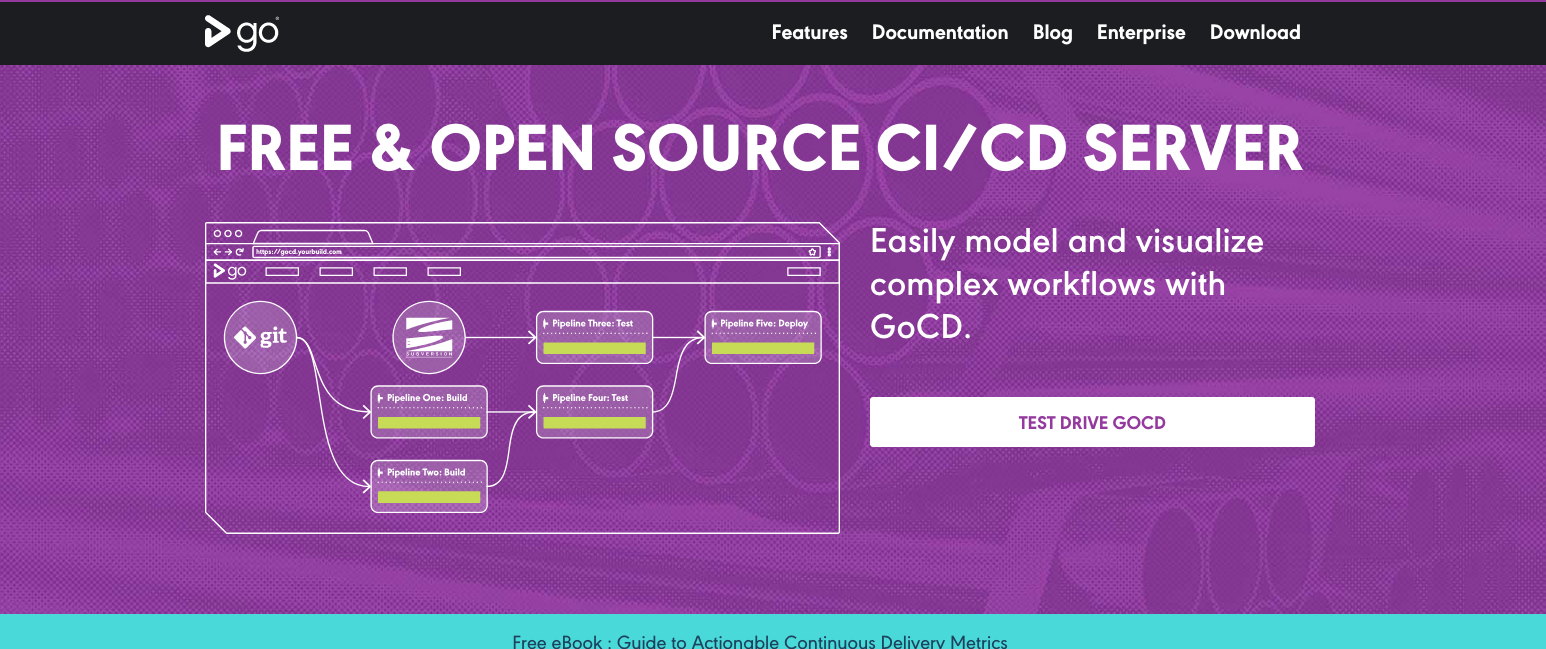 go
Features Documentation Blog Enterprise Download
FREE & OPEN SOURCE CI/CD SERVER
https://gocd.yourbuild.com
go
git
SUBVERSION
Pipeline Three: Test
Pipeline Five: Deploy
Pipeline One: Build
Pipeline Four: Test
Pipeline Two: Build
Easily model and visualize
complex workflows with
GoCD.
TEST DRIVE GOCD
Free eBook : Guide to Actionable Continuous Delivery Metrics